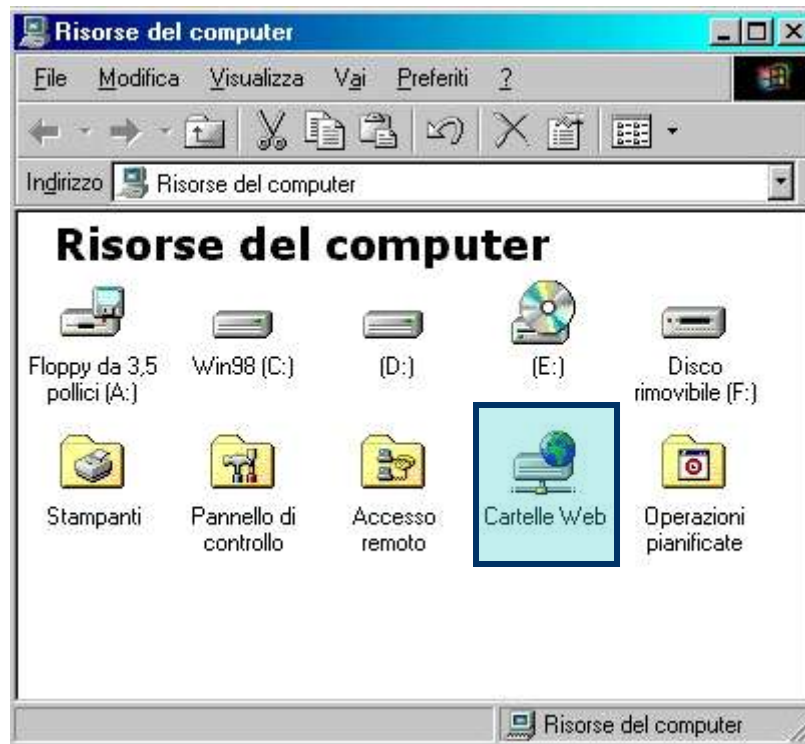 Risorse del computer
File Modifica Visualizza Vai Preferiti ?
Indirizzo Risorse del computer
Risorse del computer
Floppy da 3,5
pollici (A:)
Win98 (C:)
(D:)
(E:)
Disco
rimovibile (F:)
Stampanti
Pannello di
controllo
Accesso
remoto
Cartelle Web
Operazioni
pianificate
Risorse del computer